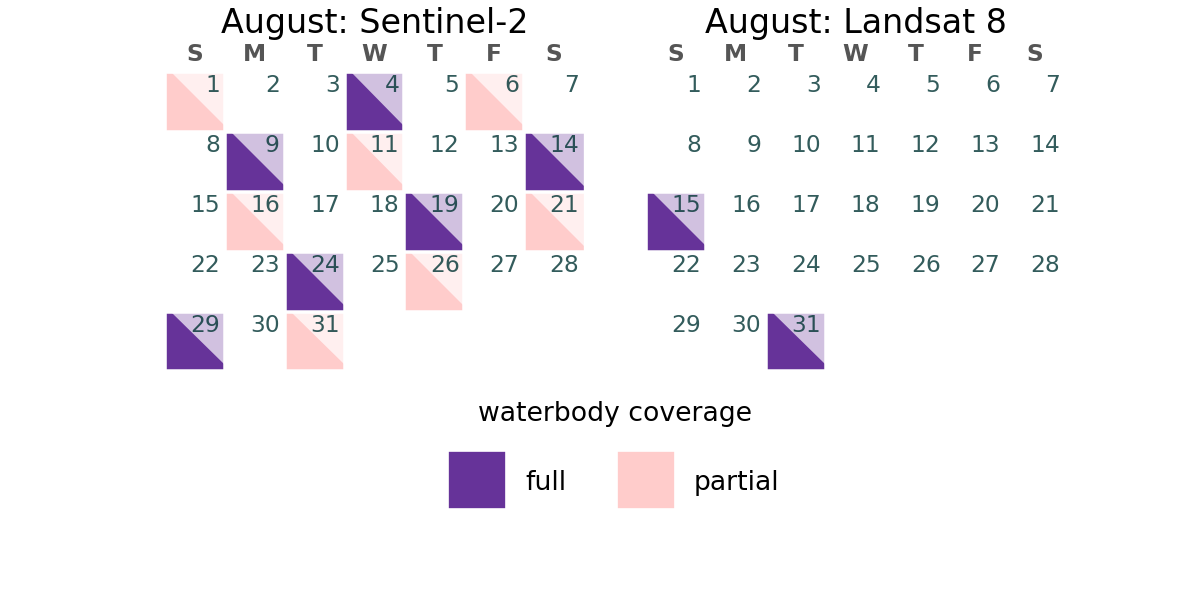 August: Sentinel-2
S M T W T F S
1 2 3 4 5 6 7
8 9 10 11 12 13 14
15 16 17 18 19 20 21
22 23 24 25 26 27 28
29 30 31
August: Landsat 8
S M T W T F S
1 2 3 4 5 6 7
8 9 10 11 12 13 14
15 16 17 18 19 20 21
22 23 24 25 26 27 28
29 30 31
waterbody coverage
full partial